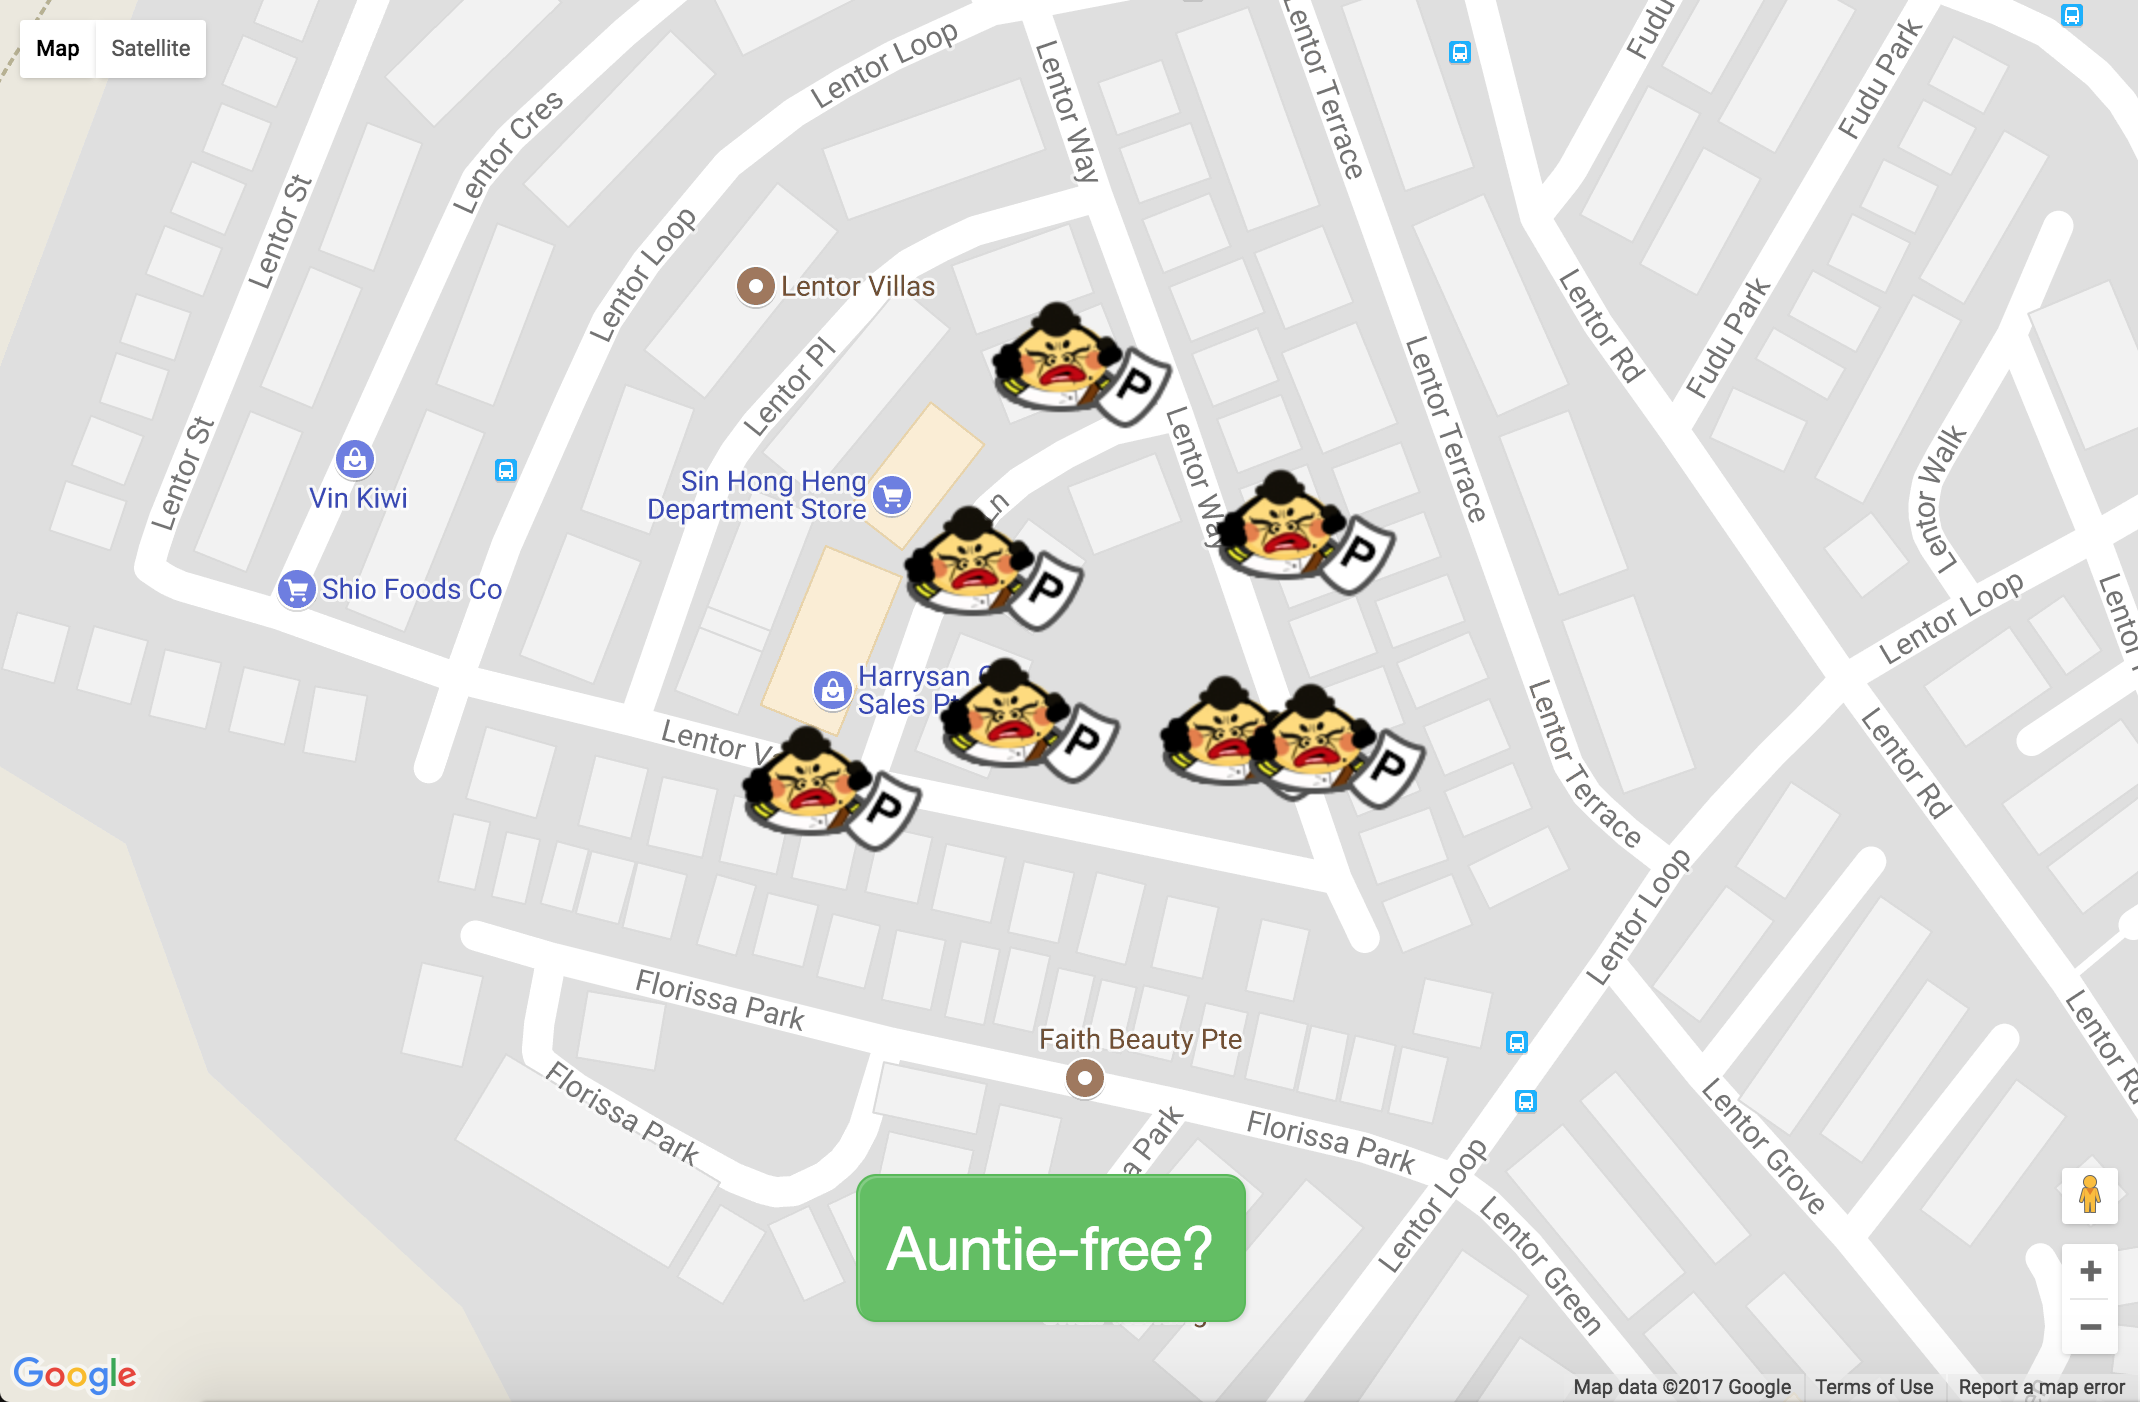 Map
Satellite
Lentor Loop
Lentor Way
Lentor Terrace
Fudu
Fudu Park
Lentor Cres
Lentor St
Lentor Loop
Lentor Villas
Lentor Pl
Lentor Rd
Fudu Park
Lentor Terrace
Lentor St
Vin Kiwi
Sin Hong Heng
Department Store
Lentor Way
Lentor Walk
Shio Foods Co
Lentor Loop
Lentor
Harrysan
Sales
Lentor
Lentor Terrace
Lentor Rd
P
P
P
P
P
P
Lentor Loop
Florissa Park
Faith Beauty Pte
Lentor Rd
Florissa Park
Park
Florissa Park
Lentor Grove
Lentor Loop
Lentor Green
Auntie-free?
Google
Map data ©2017 Google
Terms of Use
Report a map error